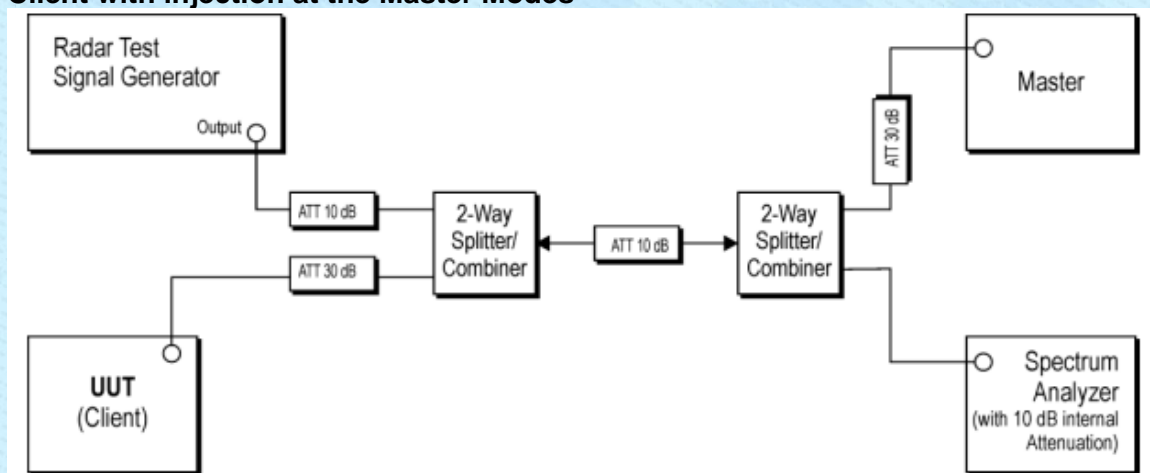 Client with Injection at the Master Modes
Radar Test
Signal Generator
Output
ATT 10 dB
ATT 30 dB
UUT
(Client)
2-Way
Splitter/
Combiner
ATT 10 dB
2-Way
Splitter/
Combiner
ATT 30 dB
Master
Spectrum
Analyzer
(with 10 dB internal
Attenuation)